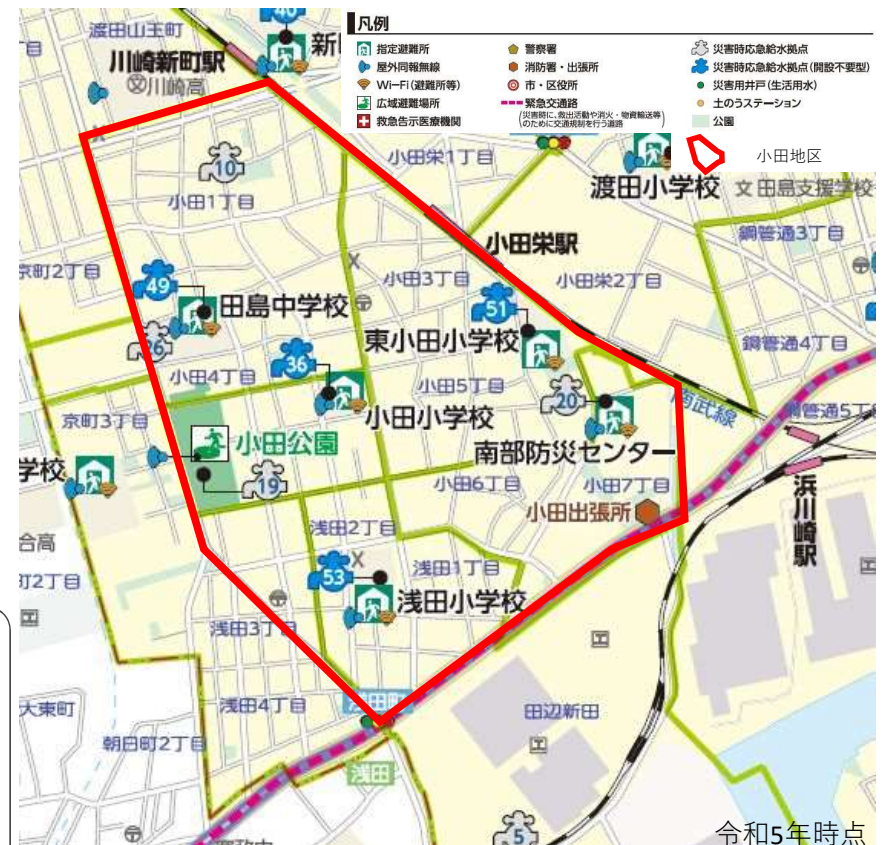 凡例
指定避難所
屋外同報無線
Wi-Fi(避難所等)
広域避難場所
救急告示医療機関
警察署
消防署・出張所
市・区役所
緊急交通路
(災害時に、救出活動や消火・物資輸送等
のために交通規制を行う道路)
災害時応急給水拠点
災害時応急給水拠点(開設不要型)
災害用井戸(生活用水)
土のうステーション
公園
小田地区
渡田山王町
40
新
川崎新町駅
川崎高
小田栄1丁目
渡田小学校
文 田島支援学校
10
小田1丁目
鋼管通3丁目
小田栄駅
京町2丁目
小田3丁目
小田栄2丁目
49
田島中学校
51
東小田小学校
26
36
鋼管通4丁目
小田4丁目
小田5丁目
20
南武線
小田小学校
京町3丁目
鋼管通5丁目
小田公園
南部防災センター
学校
19
小田6丁目
小田7丁目
小田出張所
浜川崎駅
浅田2丁目
合高
53
浅田1丁目
町2丁目
浅田小学校
浅田3丁目
大東町
浅田4丁目
浅田町
田辺新田
朝日町2丁目
浅田
5
令和5年時点